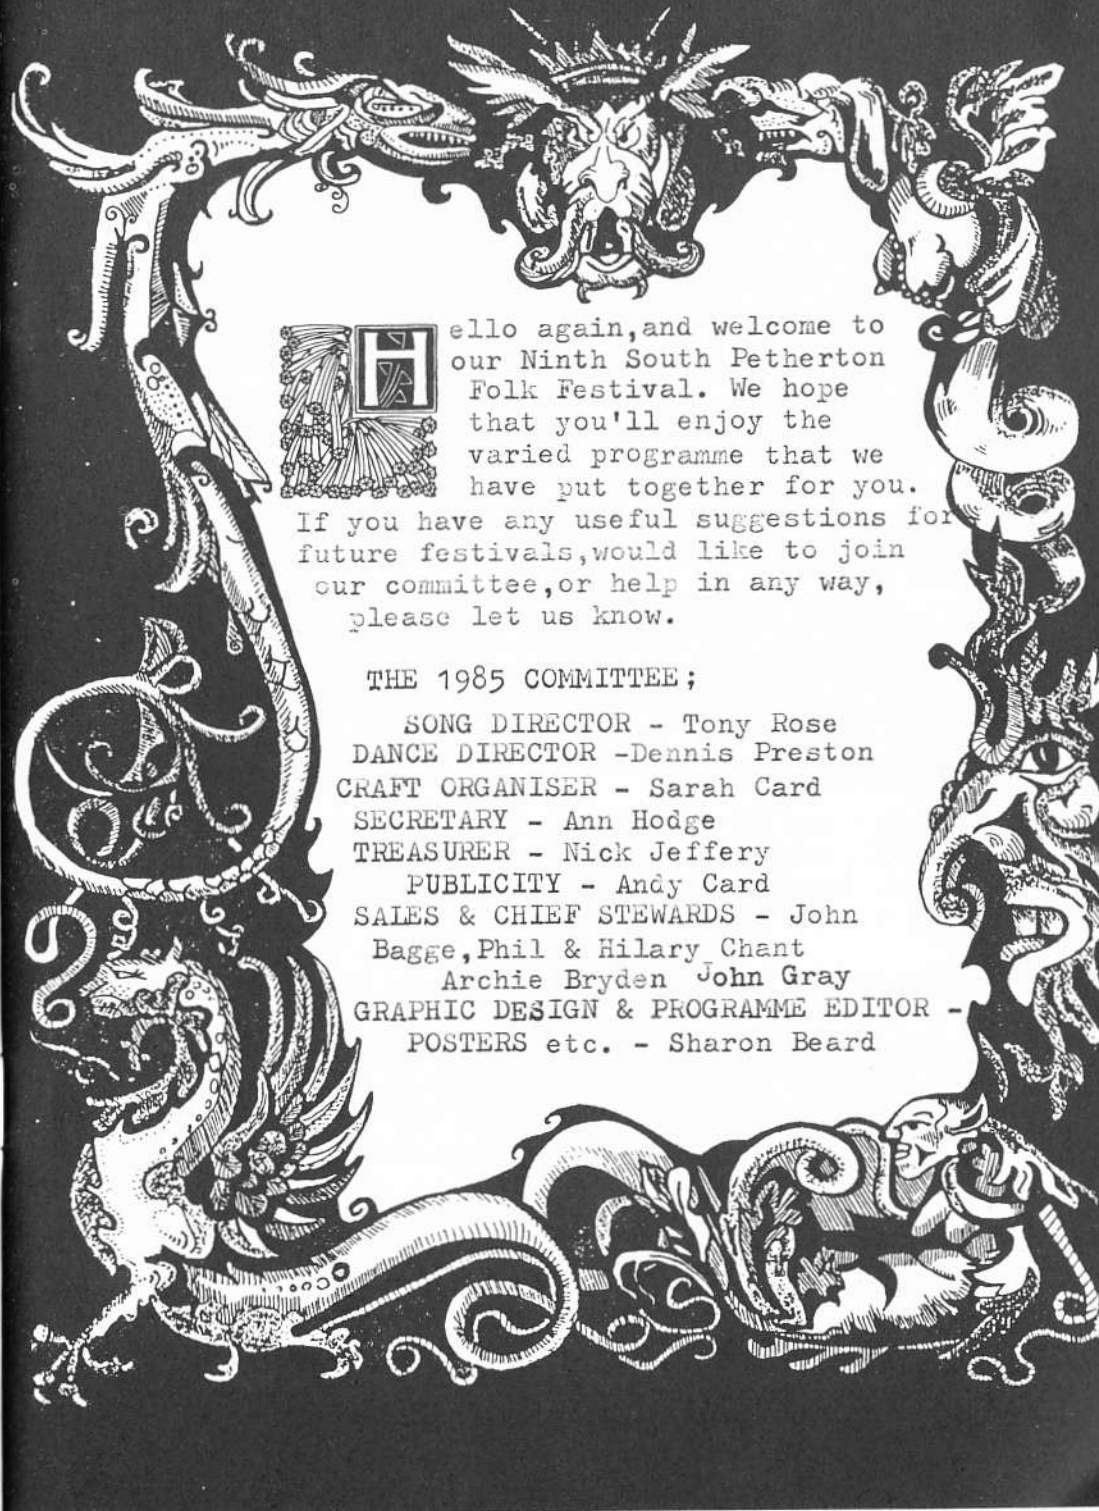 Hello again,and welcome to
our Ninth South Petherton
Folk Festival. We hope
that you'll enjoy the
varied programme that we
have put together for you.
If you have any useful suggestions for
future festivals,would like to join
our committee,or help in any way,
please let us know.
THE 1985 COMMITTEE;
SONG DIRECTOR - Tony Rose
DANCE DIRECTOR -Dennis Preston
CRAFT ORGANISER - Sarah Card
SECRETARY - Ann Hodge
TREASURER - Nick Jeffery
PUBLICITY - Andy Card
SALES & CHIEF STEWARDS - John
Bagge,Phil & Hilary Chant
Archie Bryden John Gray
GRAPHIC DESIGN & PROGRAMME EDITOR -
POSTERS etc. - Sharon Beard